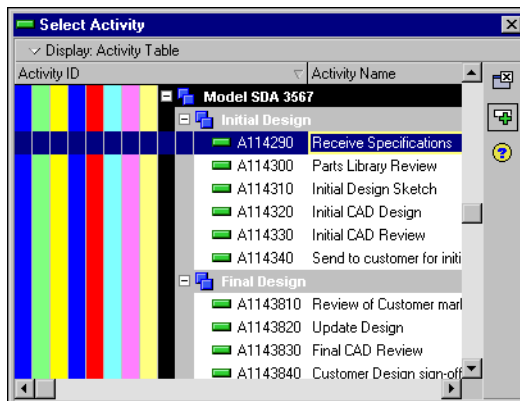 Select Activity
Display: Activity Table
Activity ID Activity Name
Model SDA 3567
Initial Design
A114290 Receive Specifications
A114300 Parts Library Review
A114310 Initial Design Sketch
A114320 Initial CAD Design
A114330 Initial CAD Review
A114340 Send to customer for initi
Final Design
A1143810 Review of Customer marl
A1143820 Update Design
A1143830 Final CAD Review
A1143840 Customer Design sign-off